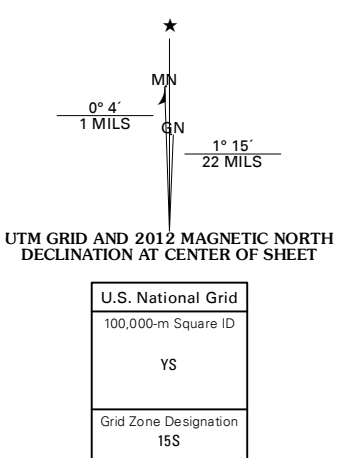 ★
MN
0° 4´
1 MILS
GN
1° 15´
22 MILS
UTM GRID AND 2012 MAGNETIC NORTH
DECLINATION AT CENTER OF SHEET
U.S. National Grid
100,000-m Square ID
YS
Grid Zone Designation
15S